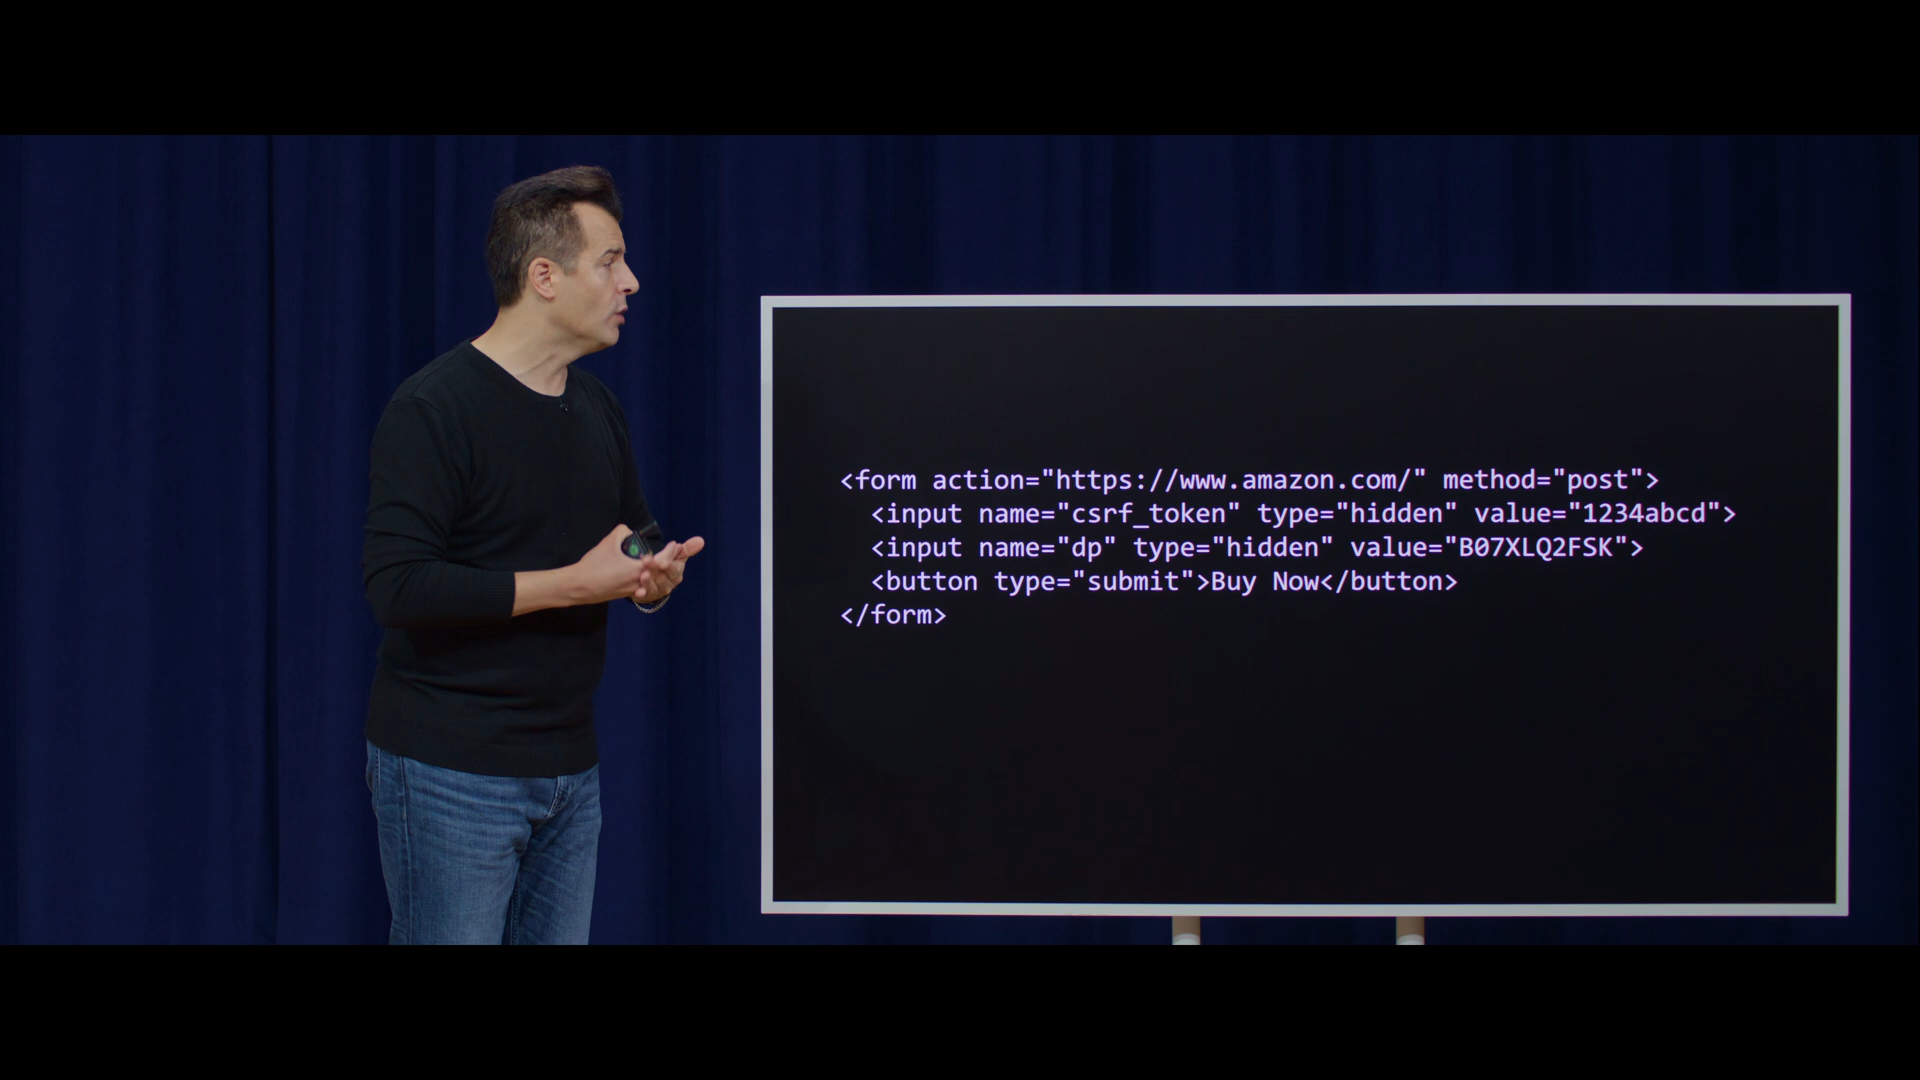 <form action="https://www.amazon.com/" method="post">
  <input name="csrf_token" type="hidden" value="1234abcd">
  <input name="dp" type="hidden" value="B07XLQ2FSK">
  <button type="submit">Buy Now</button>
</form>